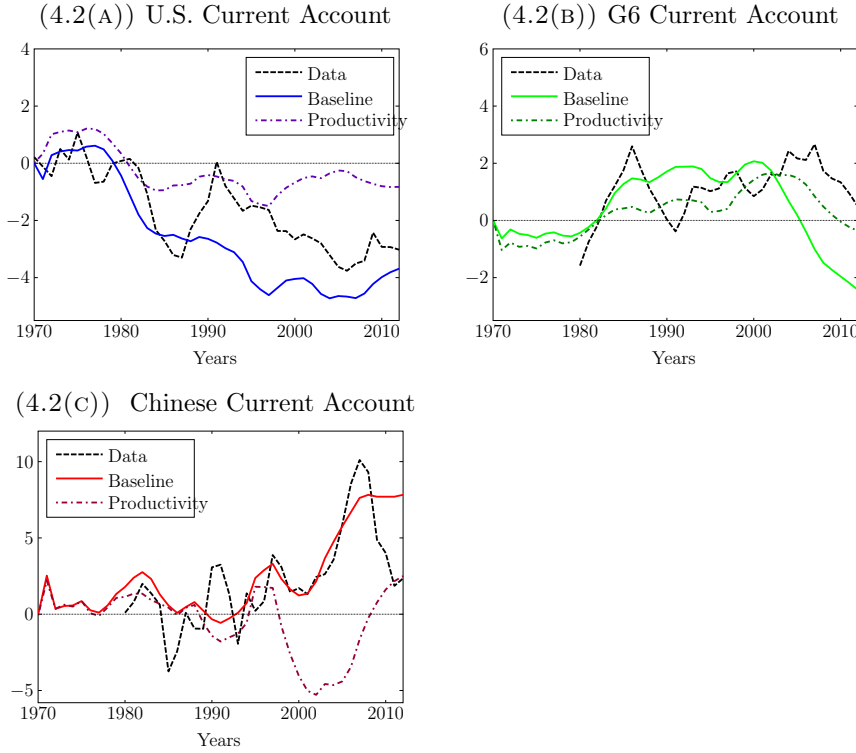 (4.2(A)) U.S. Current Account
4
2
0
−2
−4
1970 1980 1990 2000 2010
Years
Data
Baseline
Productivity
(4.2(B)) G6 Current Account
6
4
2
0
−2
1970 1980 1990 2000 2010
Years
Data
Baseline
Productivity
(4.2(C)) Chinese Current Account
10
5
0
−5
1970 1980 1990 2000 2010
Years
Data
Baseline
Productivity